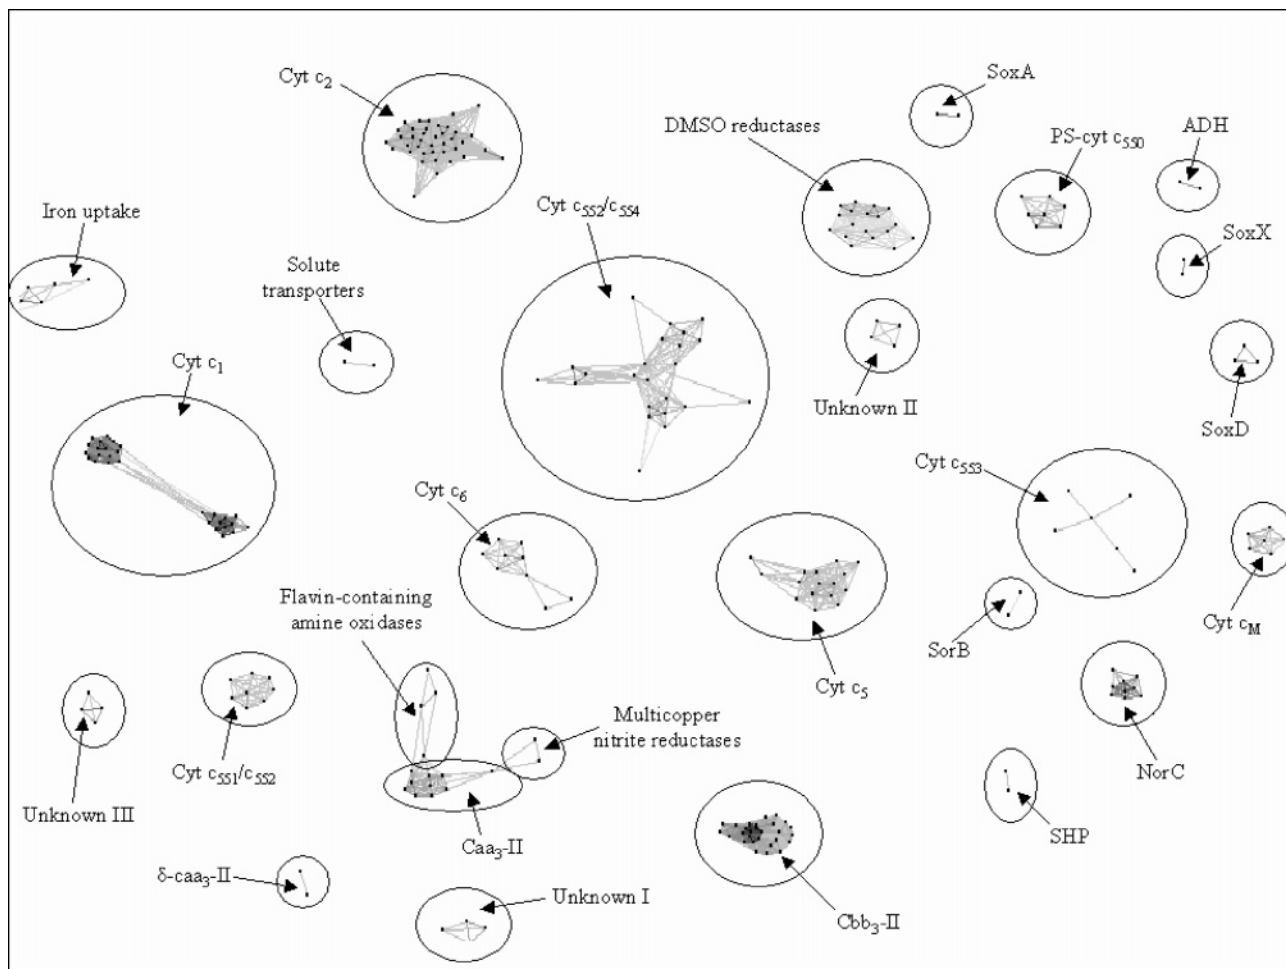 SoxA
Cyt c₂
DMSO reductases
ADH
PS-cyt c₅₅₀
Iron uptake
Cyt c₅₅₂/c₅₅₄
SoxX
Solute
transporters
Cyt c₁
Unknown II
SoxD
Cyt c₅₅₃
Cyt c₆
Flavin-containing
amine oxidases
SorB
Cyt c_M
Cyt c₅
Multicopper
nitrite reductases
Cyt c₅₅₁/c₅₅₂
NorC
Unknown III
Caa₃-II
SHP
δ-caa₃-II
Unknown I
Cbb₃-II